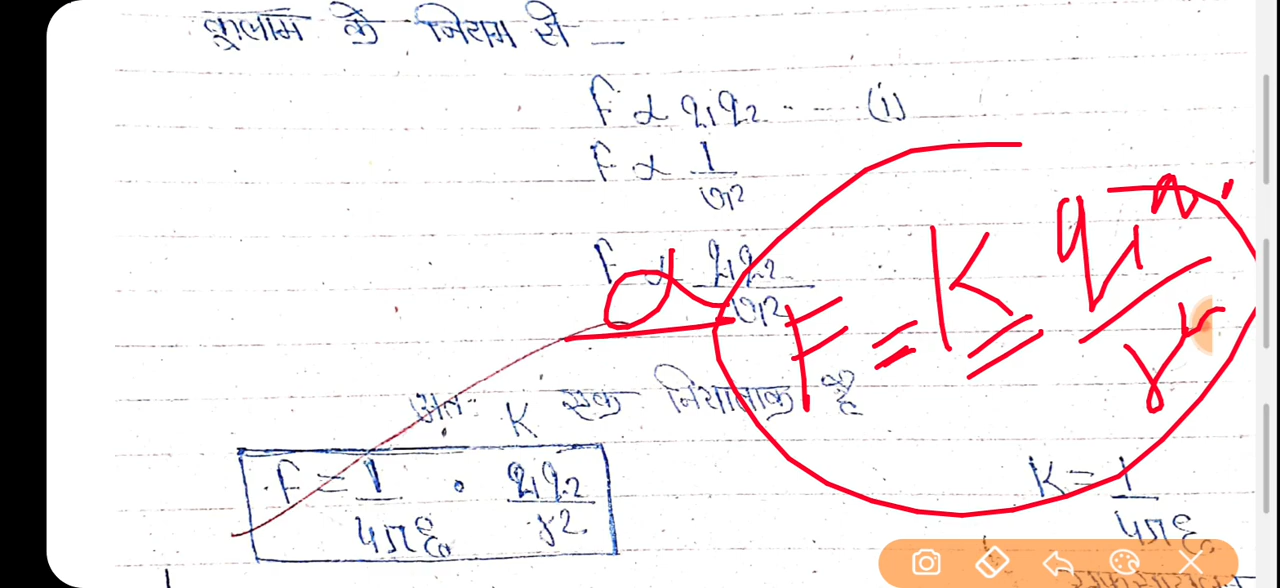 कूलाम के नियम से —
F ∝ q₁q₂ - - - - (i)
F ∝ 1/r²
F ∝ q₁q₂/r²
F = K q₁q₂/r²
अतः K एक नियतांक है
F = 1/4πε₀ · q₁q₂/r²
K = 1/4πε₀